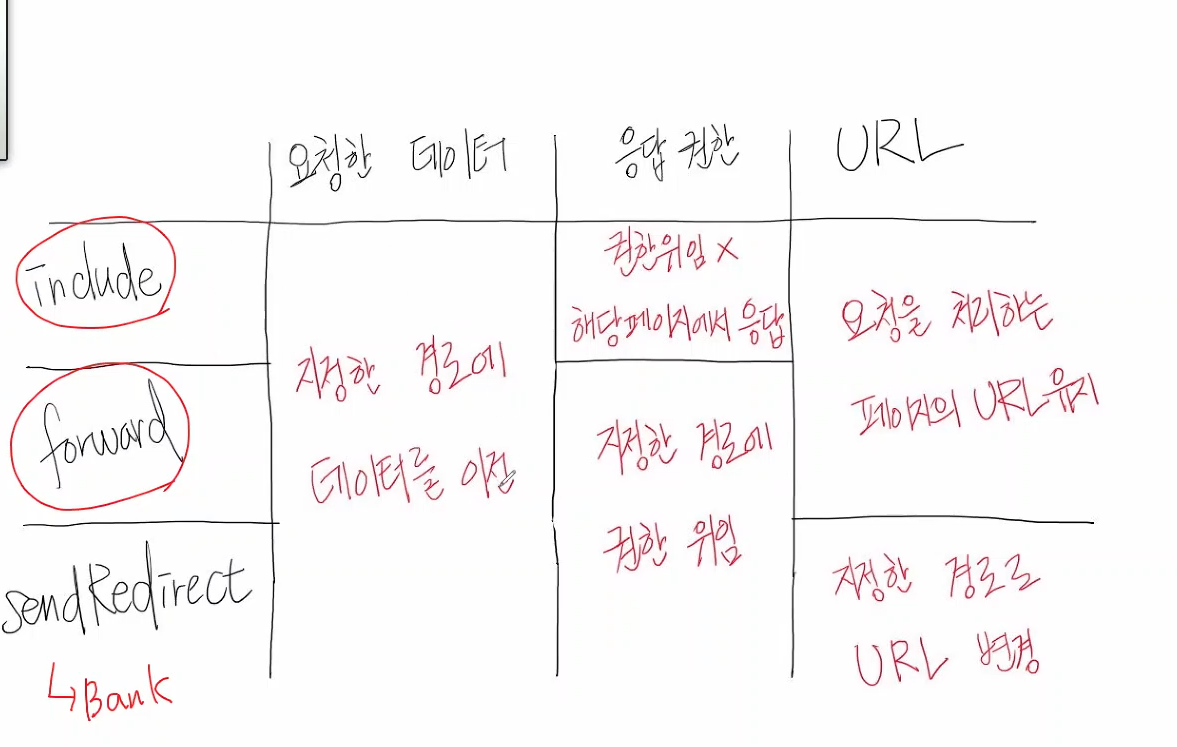 요청한 데이터
응답 권한
URL
include
권한위임 X
해당페이지에서 응답
요청을 처리하는
페이지의 URL유지
지정한 경로에
데이터를 이전
forward
지정한 경로에
권한 위임
sendRedirect
지정한 경로로
URL 변경
↳Bank